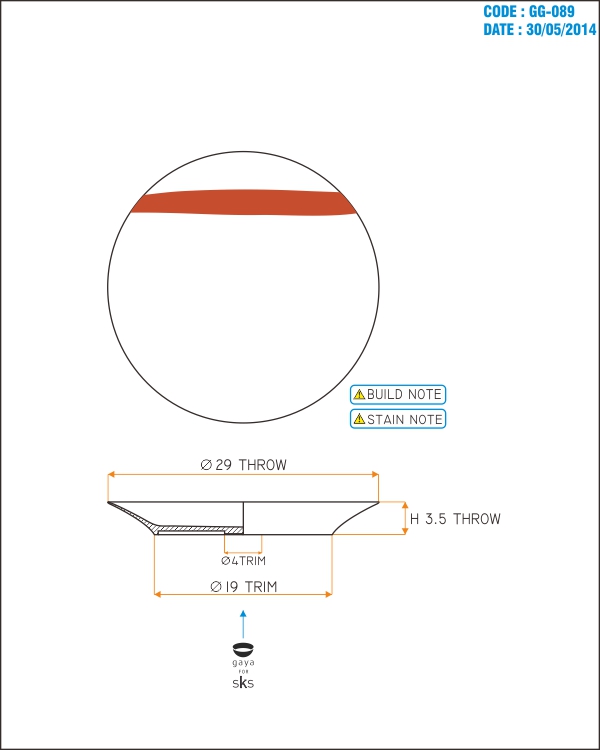 CODE : GG-089
DATE : 30/05/2014
BUILD NOTE
STAIN NOTE
Ø 29 THROW
H 3.5 THROW
Ø4TRIM
Ø 19 TRIM
gaya
FOR
sks